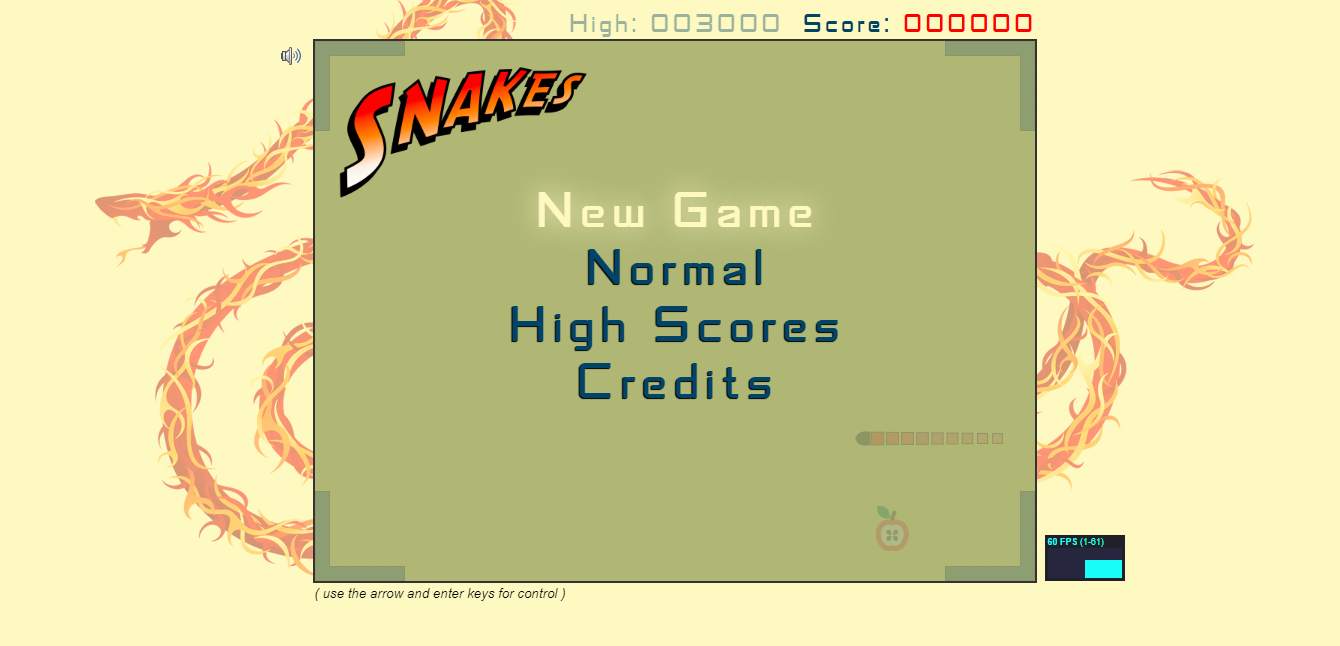 High: 003000 Score: 000000
SNAKES
New Game
Normal
High Scores
Credits
60 FPS (1-61)
( use the arrow and enter keys for control )